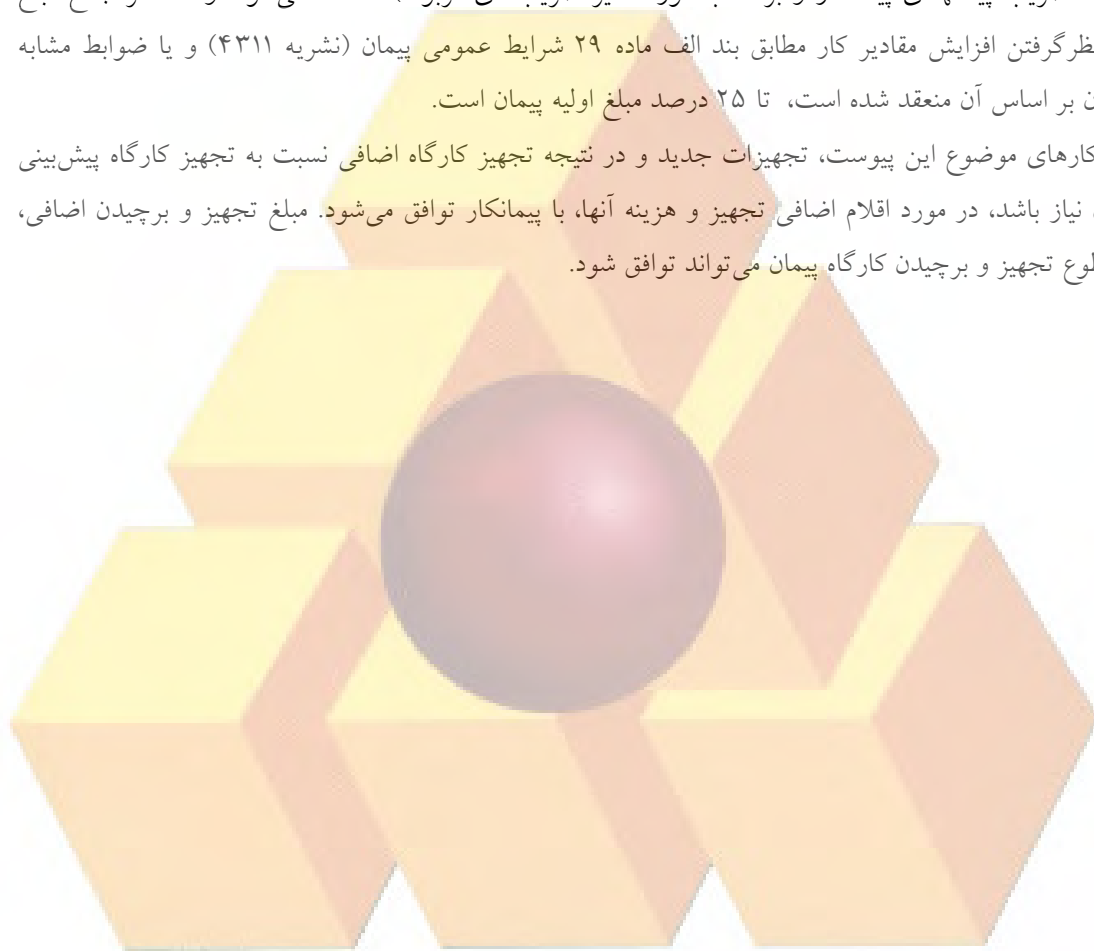 نظرگرفتن افزایش مقادیر کار مطابق بند الف ماده ۲۹ شرایط عمومی پیمان (نشریه ۴۳۱۱) و یا ضوابط مشابه
ن بر اساس آن منعقد شده است، تا ۲۵ درصد مبلغ اولیه پیمان است.
کارهای موضوع این پیوست، تجهیزات جدید و در نتیجه تجهیز کارگاه اضافی نسبت به تجهیز کارگاه پیش‌بینی
نیاز باشد، در مورد اقلام اضافی تجهیز و هزینه آنها، با پیمانکار توافق می‌شود. مبلغ تجهیز و برچیدن اضافی،
طوع تجهیز و برچیدن کارگاه پیمان می‌تواند توافق شود.